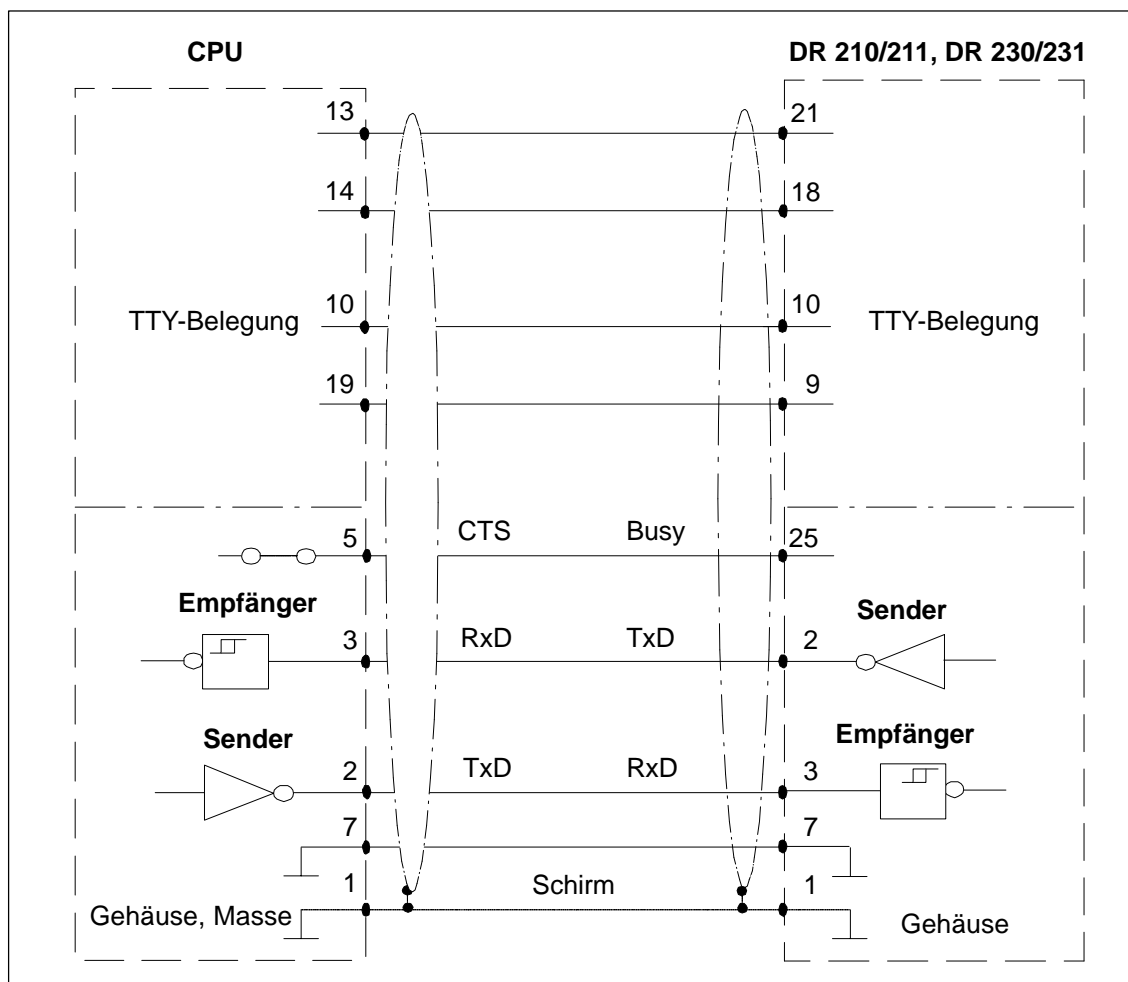 CPU
DR 210/211, DR 230/231
13 21
14 18
10 10
TTY-Belegung TTY-Belegung
19 9
CTS Busy
5 25
Empfänger Sender
3 RxD TxD 2
Sender Empfänger
2 TxD RxD 3
7 7
1 Schirm 1
Gehäuse, Masse Gehäuse